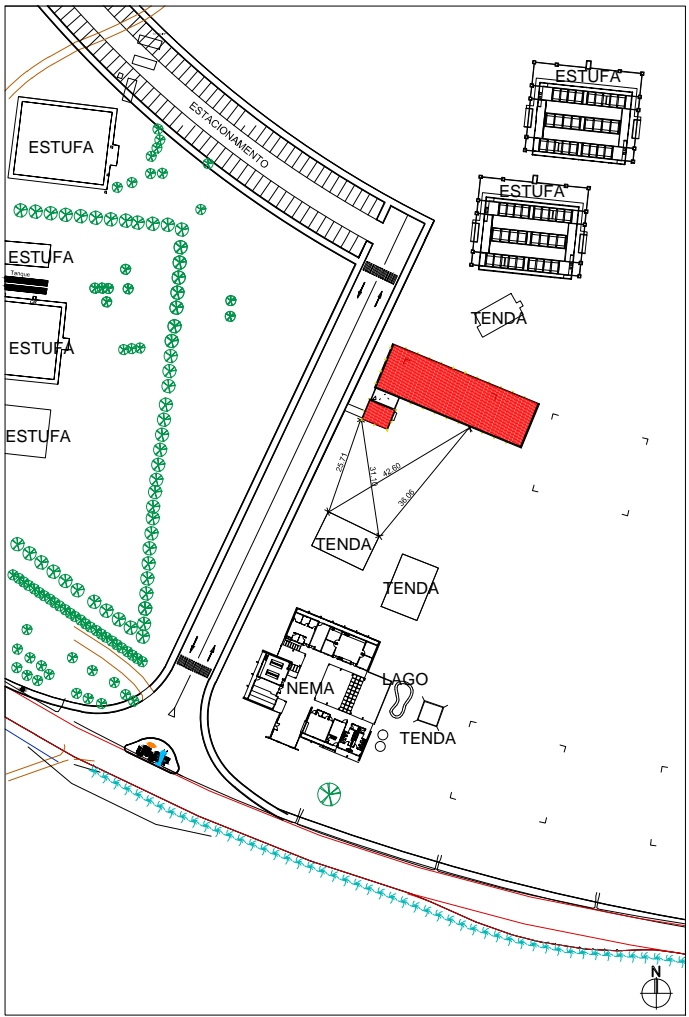 ESTUFA
ESTACIONAMENTO
ESTUFA
ESTUFA
ESTUFA
Tanque
TENDA
ESTUFA
ESTUFA
25.71
31.10
42.60
36.06
TENDA
TENDA
NEMA
LAGO
TENDA
N